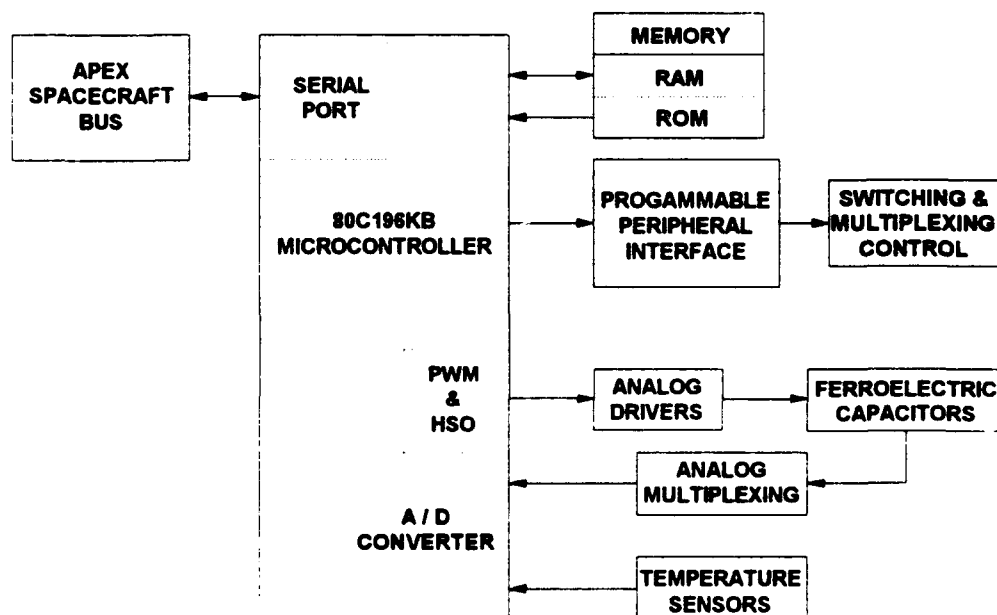 APEX
SPACECRAFT
BUS
SERIAL
PORT
MEMORY
RAM
ROM
80C196KB
MICROCONTROLLER
PROGAMMABLE
PERIPHERAL
INTERFACE
SWITCHING &
MULTIPLEXING
CONTROL
PWM
&
HSO
ANALOG
DRIVERS
FERROELECTRIC
CAPACITORS
ANALOG
MULTIPLEXING
A / D
CONVERTER
TEMPERATURE
SENSORS